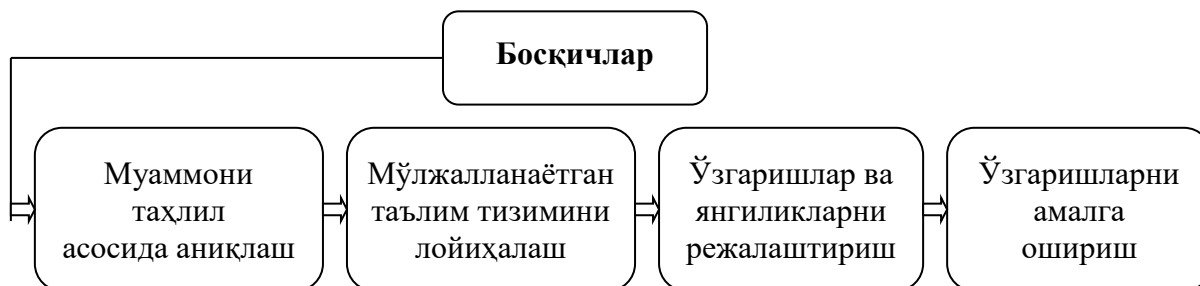 Босқичлар
Муаммони
таҳлил
асосида аниқлаш
Мўлжалланаётган
таълим тизимини
лойиҳалаш
Ўзгаришлар ва
янгиликларни
режалаштириш
Ўзгаришларни
амалга
ошириш